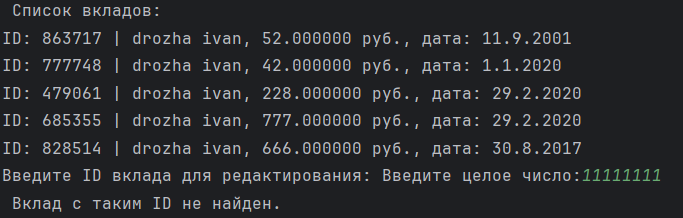 Список вкладов:
ID: 863717 | drozha ivan, 52.000000 руб., дата: 11.9.2001
ID: 777748 | drozha ivan, 42.000000 руб., дата: 1.1.2020
ID: 479061 | drozha ivan, 228.000000 руб., дата: 29.2.2020
ID: 685355 | drozha ivan, 777.000000 руб., дата: 29.2.2020
ID: 828514 | drozha ivan, 666.000000 руб., дата: 30.8.2017
Введите ID вклада для редактирования: Введите целое число:11111111
Вклад с таким ID не найден.